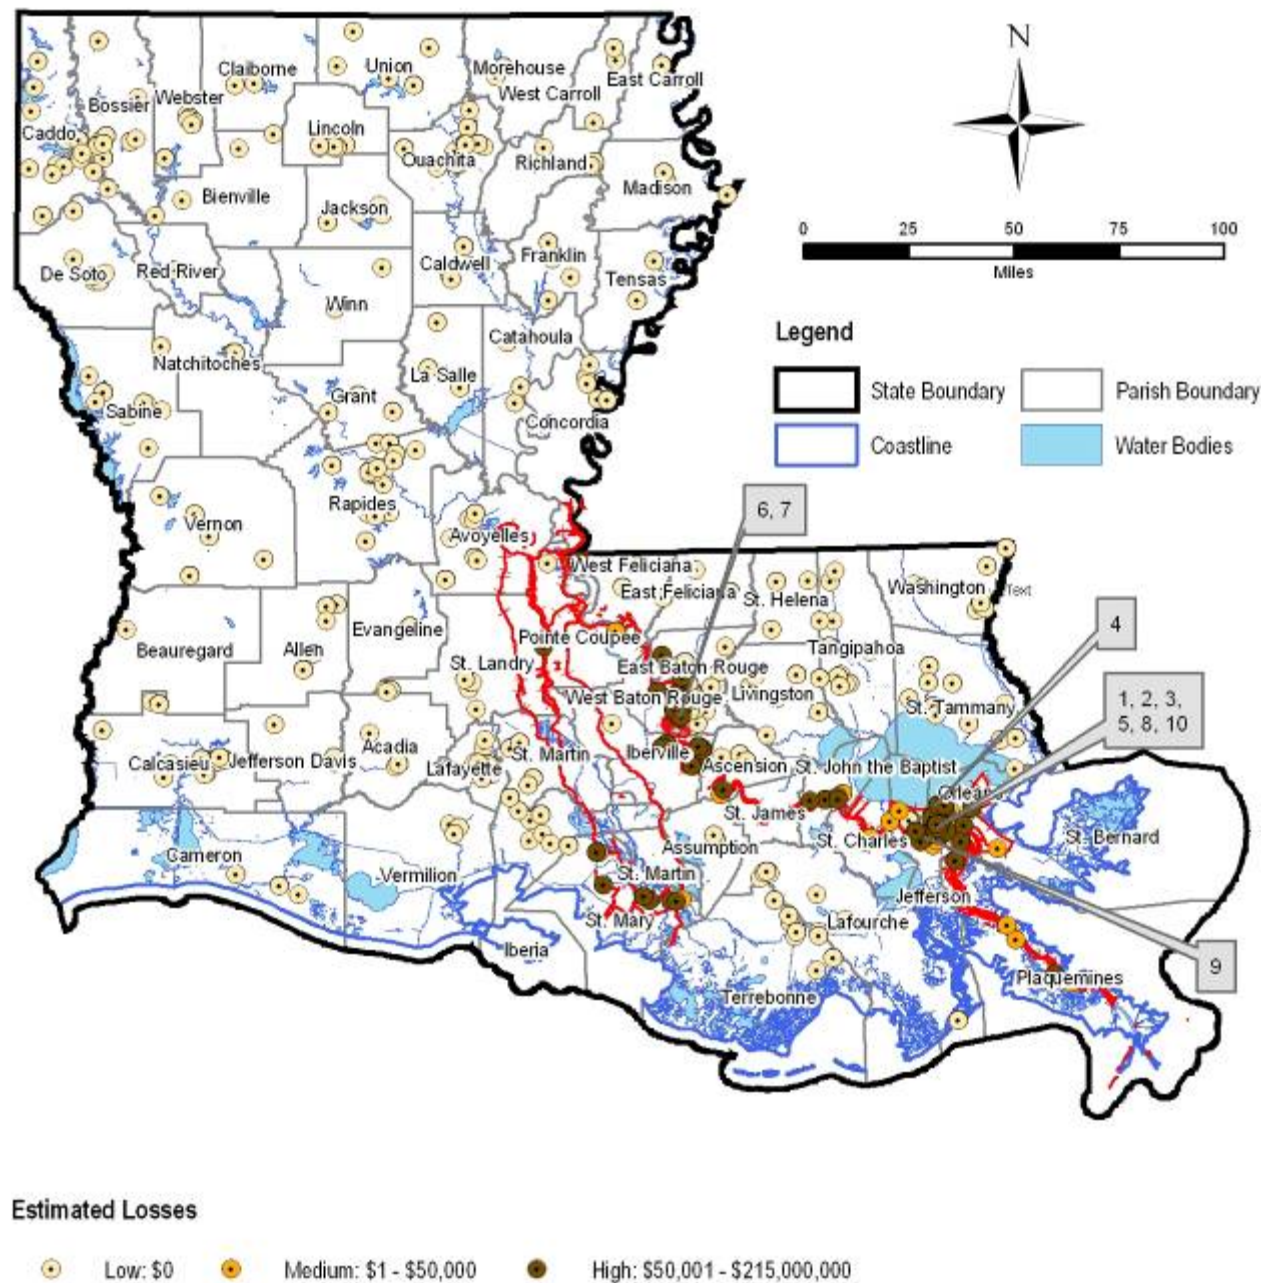 N
0 25 50 75 100
Miles
Legend
State Boundary
Parish Boundary
Coastline
Water Bodies
Claiborne
Union
Morehouse
West Carroll
East Carroll
Bossier
Webster
Caddo
Lincoln
Ouachita
Richland
Madison
Bienville
Jackson
De Soto
Red River
Caldwell
Franklin
Tensas
Winn
Natchitoches
Catahoula
La Salle
Grant
Sabine
Concordia
Rapides
Vernon
Avoyelles
6, 7
West Feliciana
East Feliciana
St. Helena
Washington
Text
Evangeline
Beauregard
Allen
St. Landry
Pointe Coupee
4
Tangipahoa
East Baton Rouge
West Baton Rouge
Livingston
St. Tammany
1, 2, 3,
5, 8, 10
Calcasieu
Jefferson Davis
Acadia
Lafayette
St. Martin
Iberville
Ascension
St. John the Baptist
Orleans
St. James
St. Charles
St. Bernard
Cameron
Vermilion
Assumption
St. Martin
Jefferson
St. Mary
Lafourche
Iberia
9
Terrebonne
Plaquemines
Estimated Losses
Low: $0
Medium: $1 - $50,000
High: $50,001 - $215,000,000